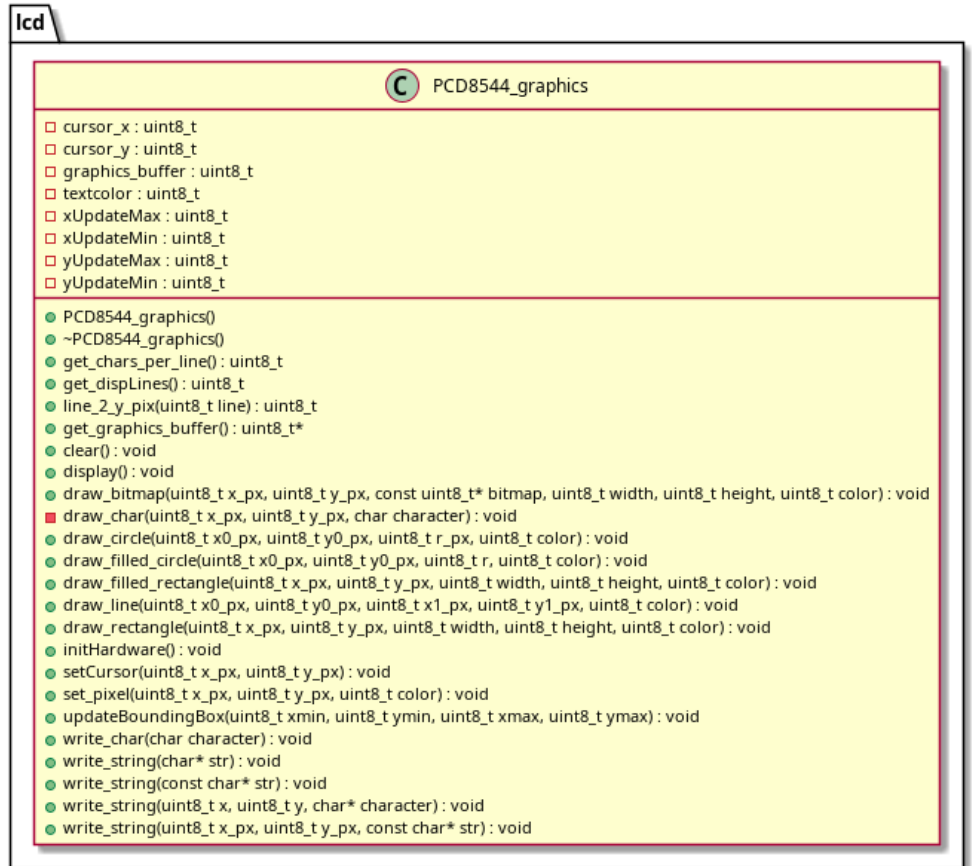 lcd
C PCD8544_graphics
cursor_x : uint8_t
cursor_y : uint8_t
graphics_buffer : uint8_t
textcolor : uint8_t
xUpdateMax : uint8_t
xUpdateMin : uint8_t
yUpdateMax : uint8_t
yUpdateMin : uint8_t
PCD8544_graphics()
~PCD8544_graphics()
get_chars_per_line() : uint8_t
get_dispLines() : uint8_t
line_2_y_pix(uint8_t line) : uint8_t
get_graphics_buffer() : uint8_t*
clear() : void
display() : void
draw_bitmap(uint8_t x_px, uint8_t y_px, const uint8_t* bitmap, uint8_t width, uint8_t height, uint8_t color) : void
draw_char(uint8_t x_px, uint8_t y_px, char character) : void
draw_circle(uint8_t x0_px, uint8_t y0_px, uint8_t r_px, uint8_t color) : void
draw_filled_circle(uint8_t x0_px, uint8_t y0_px, uint8_t r, uint8_t color) : void
draw_filled_rectangle(uint8_t x_px, uint8_t y_px, uint8_t width, uint8_t height, uint8_t color) : void
draw_line(uint8_t x0_px, uint8_t y0_px, uint8_t x1_px, uint8_t y1_px, uint8_t color) : void
draw_rectangle(uint8_t x_px, uint8_t y_px, uint8_t width, uint8_t height, uint8_t color) : void
initHardware() : void
setCursor(uint8_t x_px, uint8_t y_px) : void
set_pixel(uint8_t x_px, uint8_t y_px, uint8_t color) : void
updateBoundingBox(uint8_t xmin, uint8_t ymin, uint8_t xmax, uint8_t ymax) : void
write_char(char character) : void
write_string(char* str) : void
write_string(const char* str) : void
write_string(uint8_t x, uint8_t y, char* character) : void
write_string(uint8_t x_px, uint8_t y_px, const char* str) : void